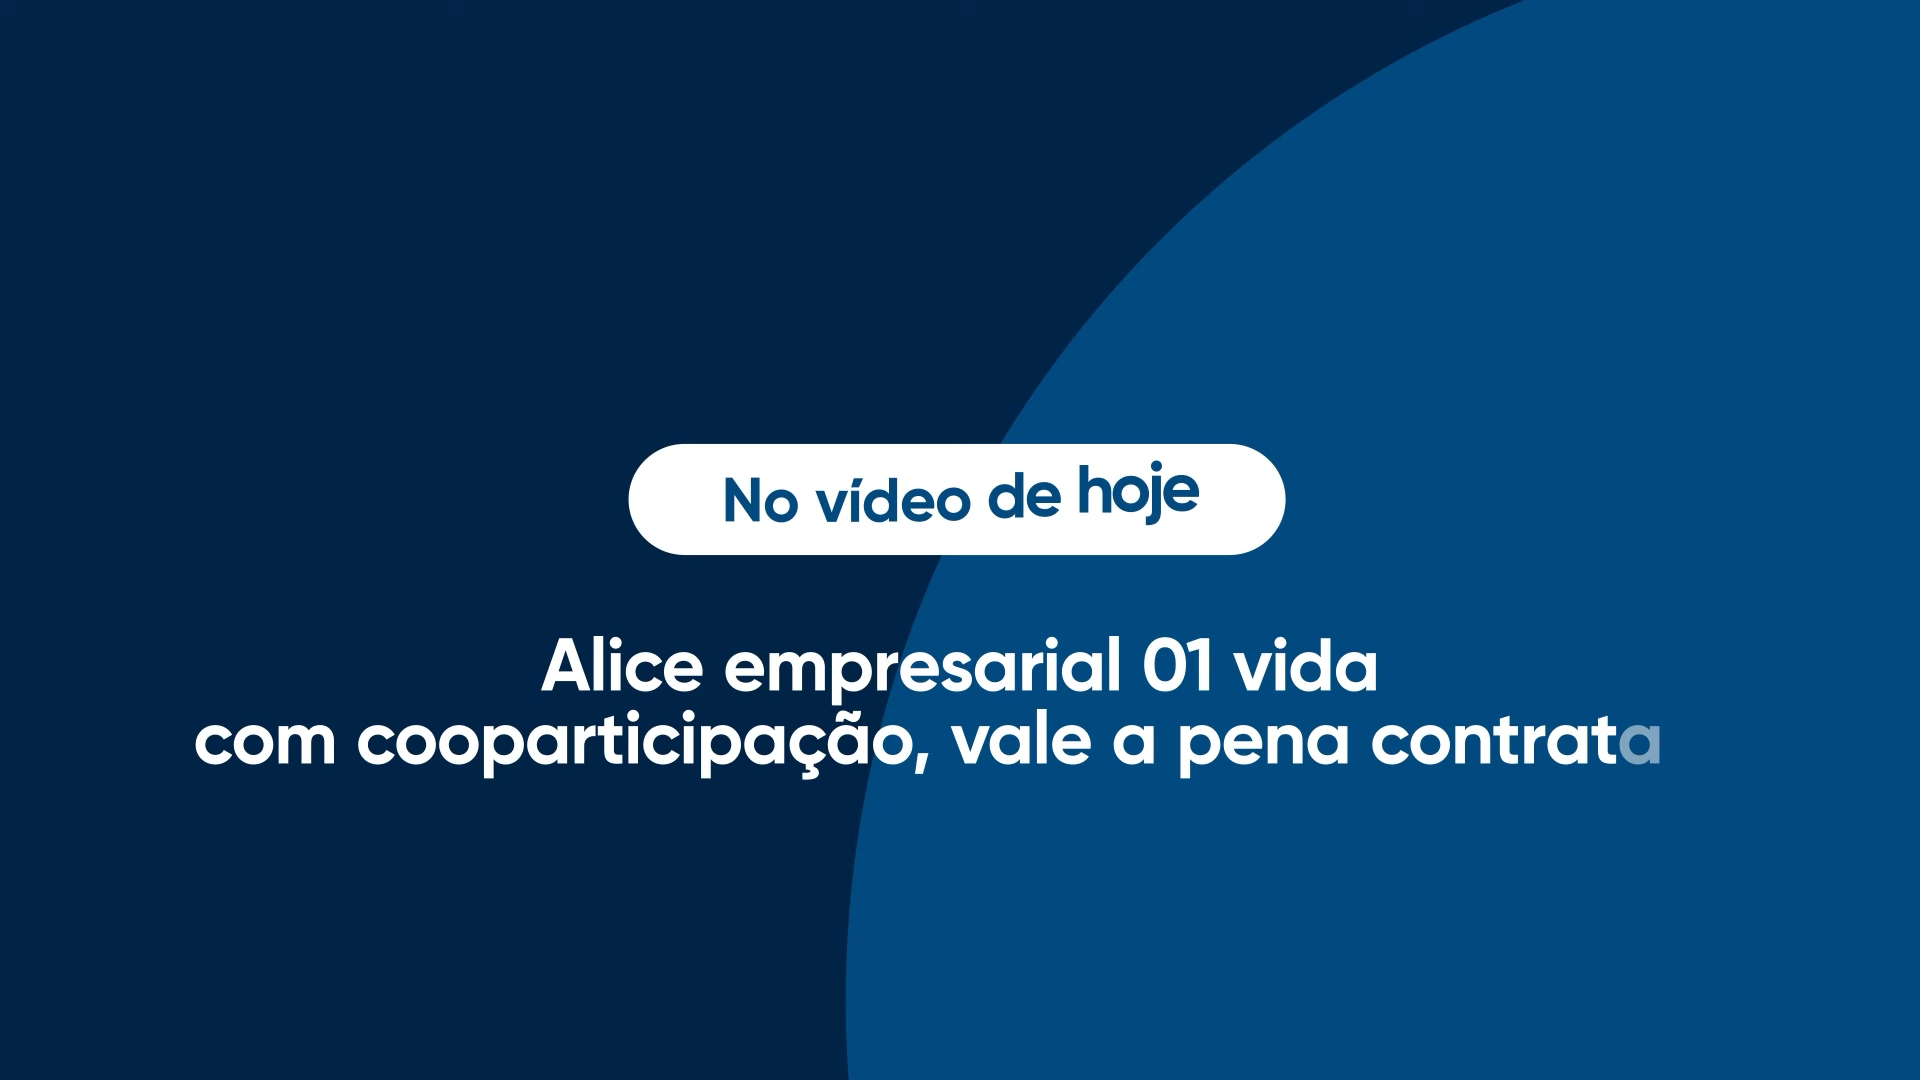 No vídeo de hoje
Alice empresarial 01 vida
com cooparticipação, vale a pena contrata